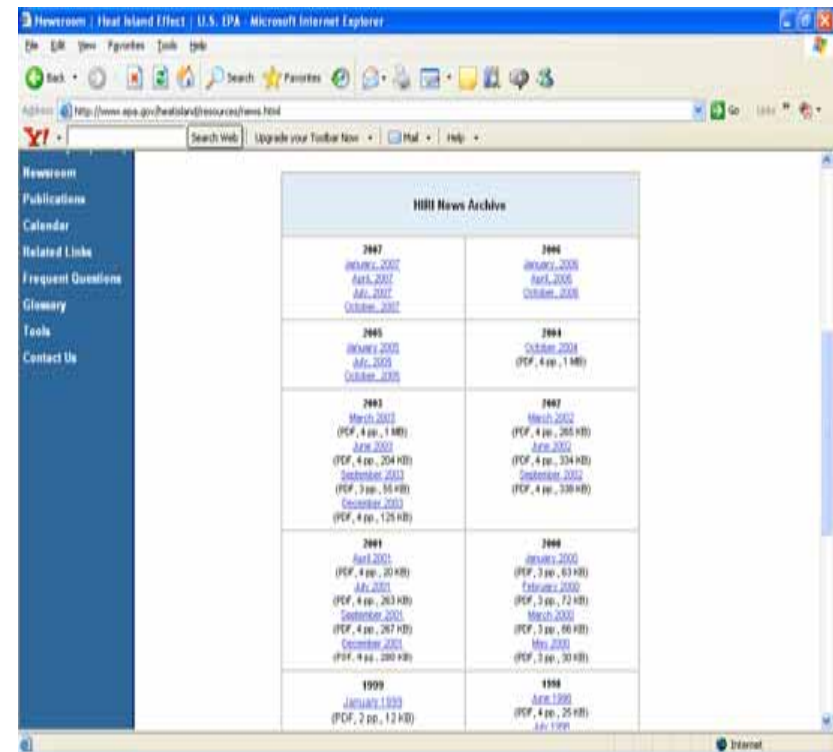 Newsroom | Heat Island Effect | U.S. EPA - Microsoft Internet Explorer
File Edit View Favorites Tools Help
Back Search Favorites
Address http://www.epa.gov/heatisland/resources/news.html Go Links
Y! Search Web Upgrade your Toolbar Now Mail Help
Newsroom
Publications
Calendar
Related Links
Frequent Questions
Glossary
Tools
Contact Us
HIRI News Archive
2007
January, 2007
April, 2007
July, 2007
October, 2007
2006
January, 2006
April, 2006
October, 2006
2005
January 2005
July, 2005
October, 2005
2004
October 2004
(PDF, 4 pp., 1 MB)
2003
March 2003
(PDF, 4 pp., 1 MB)
June 2003
(PDF, 4 pp., 204 KB)
September 2003
(PDF, 3 pp., 55 KB)
December 2003
(PDF, 4 pp., 125 KB)
2002
March 2002
(PDF, 4 pp., 265 KB)
June 2002
(PDF, 4 pp., 334 KB)
September 2002
(PDF, 4 pp., 338 KB)
2001
April 2001
(PDF, 4 pp., 20 KB)
July 2001
(PDF, 4 pp., 263 KB)
September 2001
(PDF, 4 pp., 267 KB)
December 2001
(PDF, 4 pp., 280 KB)
2000
January 2000
(PDF, 3 pp., 63 KB)
February 2000
(PDF, 3 pp., 72 KB)
March 2000
(PDF, 3 pp., 66 KB)
May 2000
(PDF, 2 pp., 30 KB)
1999
January 1999
(PDF, 2 pp., 12 KB)
1998
June 1998
(PDF, 4 pp., 25 KB)
July 1998
Internet